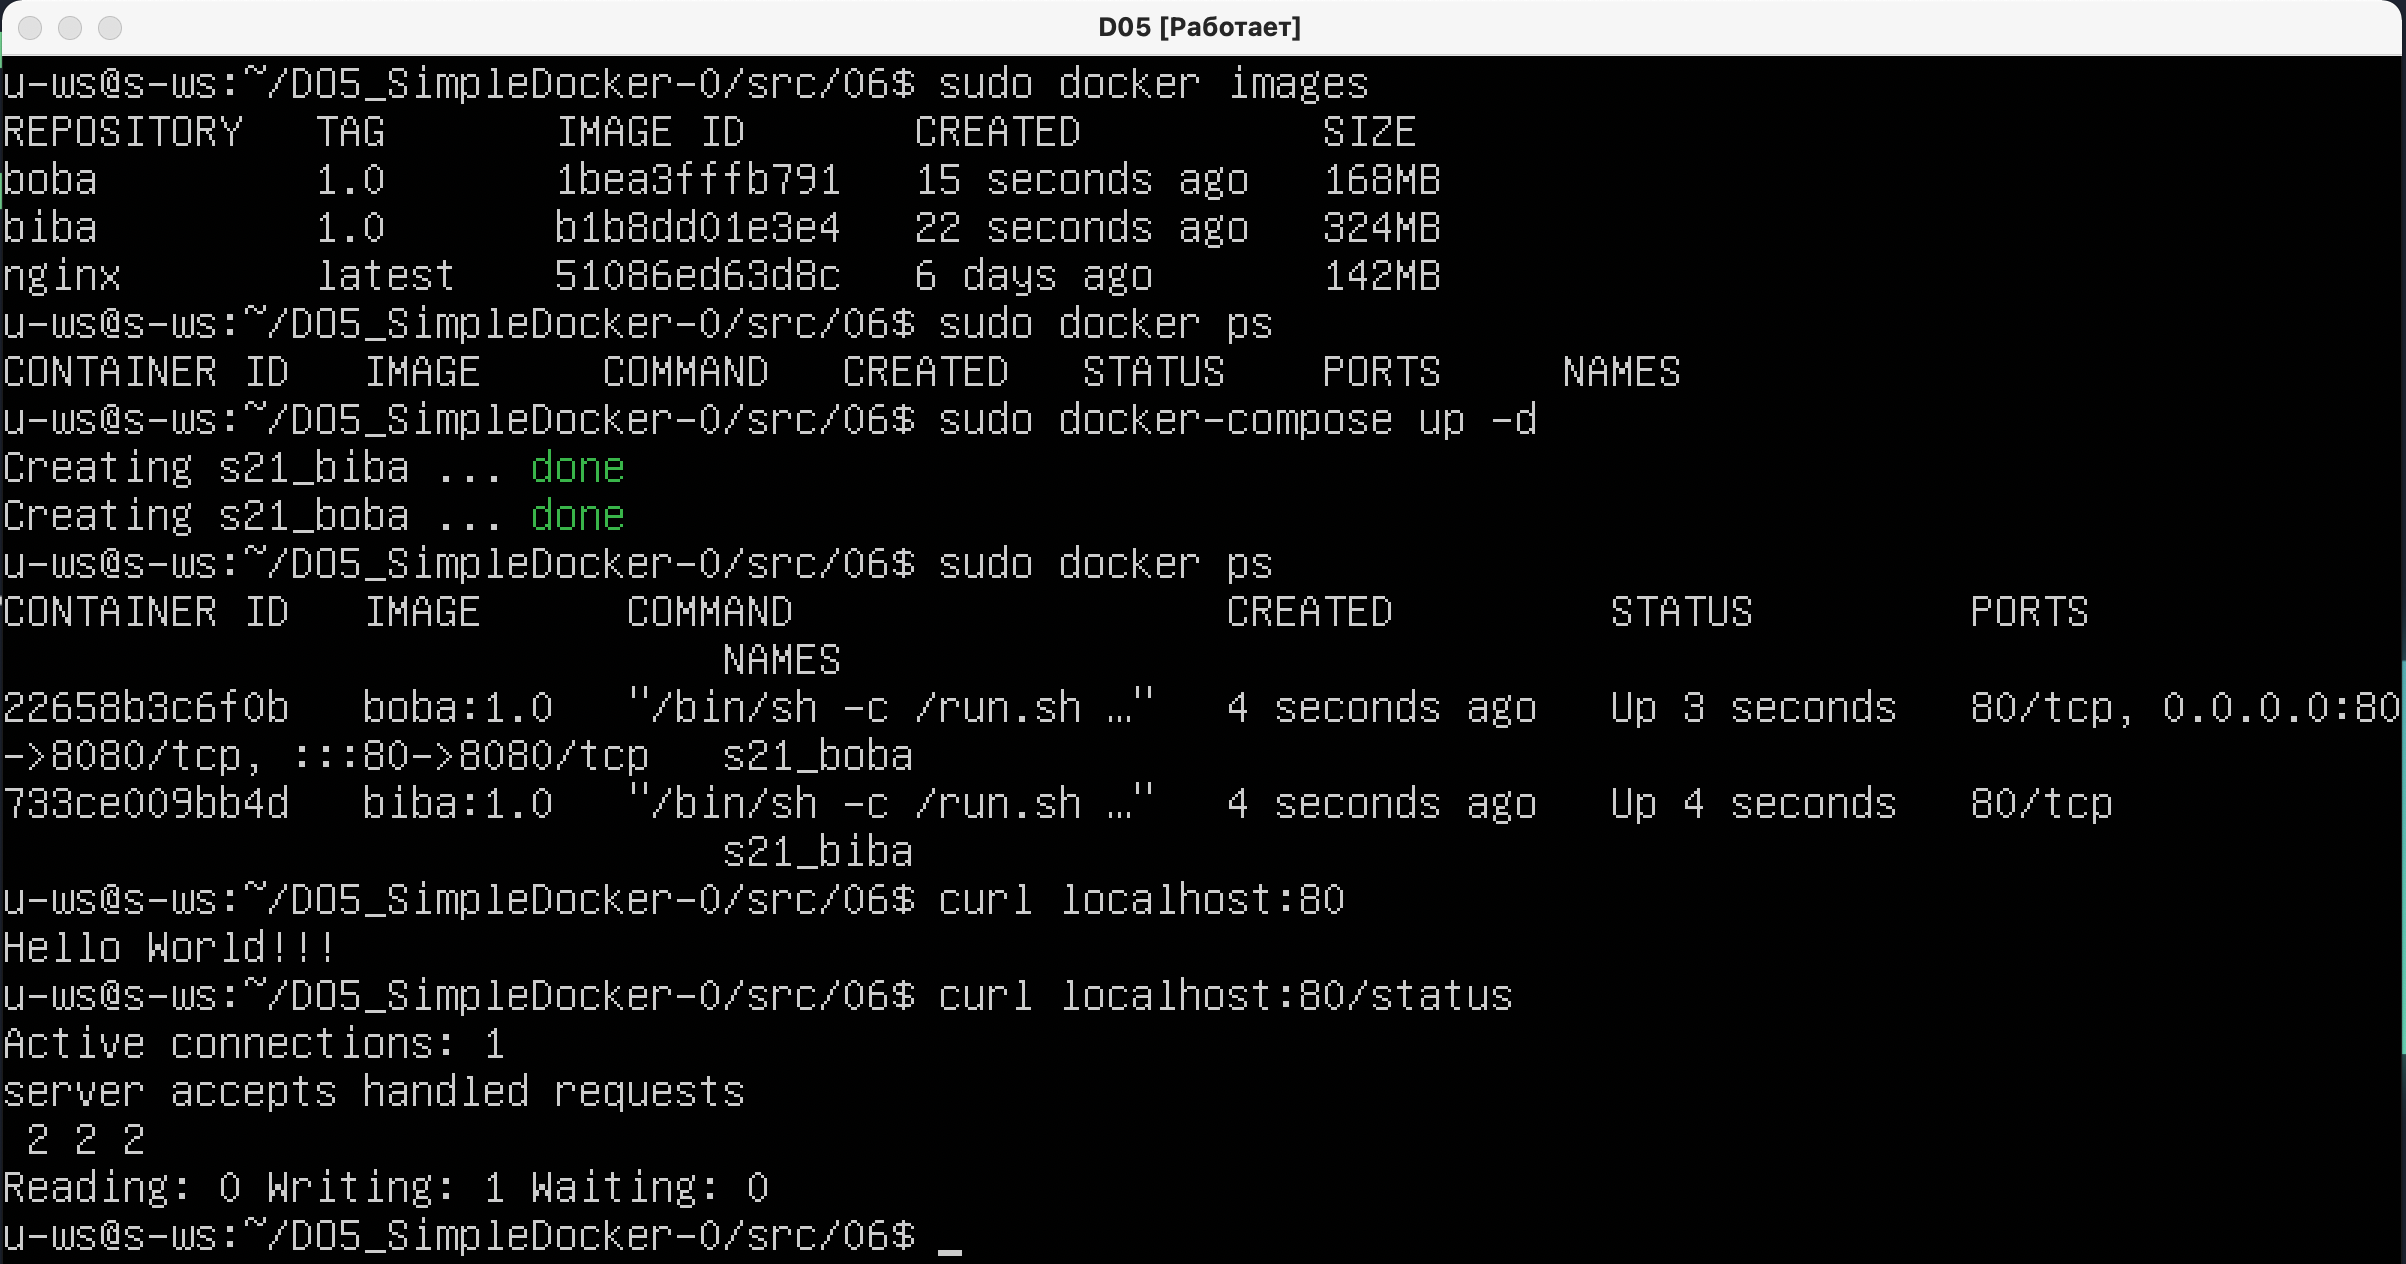 D05 [Работает]
u-ws@s-ws:~/DO5_SimpleDocker-0/src/06$ sudo docker images
REPOSITORY   TAG       IMAGE ID       CREATED          SIZE
boba         1.0       1bea3fffb791   15 seconds ago   168MB
biba         1.0       b1b8dd01e3e4   22 seconds ago   324MB
nginx        latest    51086ed63d8c   6 days ago       142MB
u-ws@s-ws:~/DO5_SimpleDocker-0/src/06$ sudo docker ps
CONTAINER ID   IMAGE     COMMAND   CREATED   STATUS    PORTS     NAMES
u-ws@s-ws:~/DO5_SimpleDocker-0/src/06$ sudo docker-compose up -d
Creating s21_biba ... done
Creating s21_boba ... done
u-ws@s-ws:~/DO5_SimpleDocker-0/src/06$ sudo docker ps
CONTAINER ID   IMAGE      COMMAND                  CREATED         STATUS         PORTS
                              NAMES
22658b3c6f0b   boba:1.0   "/bin/sh -c /run.sh …"   4 seconds ago   Up 3 seconds   80/tcp, 0.0.0.0:80
->8080/tcp, :::80->8080/tcp   s21_boba
733ce009bb4d   biba:1.0   "/bin/sh -c /run.sh …"   4 seconds ago   Up 4 seconds   80/tcp
                              s21_biba
u-ws@s-ws:~/DO5_SimpleDocker-0/src/06$ curl localhost:80
Hello World!!!
u-ws@s-ws:~/DO5_SimpleDocker-0/src/06$ curl localhost:80/status
Active connections: 1
server accepts handled requests
 2 2 2
Reading: 0 Writing: 1 Waiting: 0
u-ws@s-ws:~/DO5_SimpleDocker-0/src/06$ _